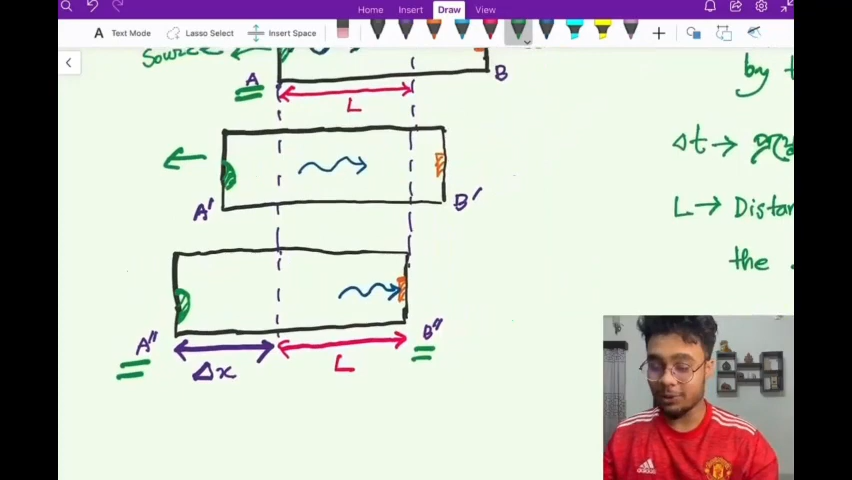 Home Insert Draw View
Text Mode Lasso Select Insert Space
Source
A
B
L
by
A'
B'
Δt →
L → Distan
the
A"
B"
Δx
L
adidas